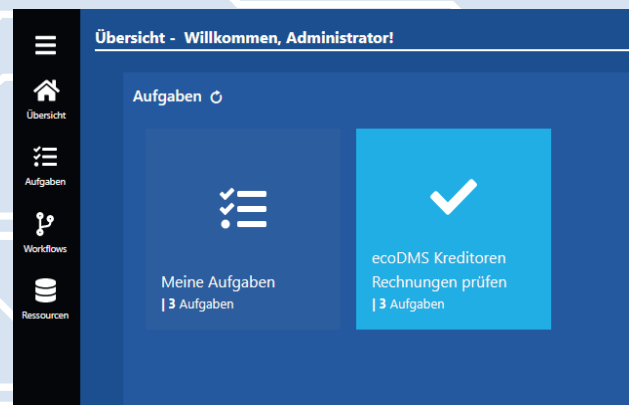 Übersicht - Willkommen, Administrator!
Übersicht
Aufgaben
Workflows
Ressourcen
Aufgaben
Meine Aufgaben
| 3 Aufgaben
ecoDMS Kreditoren
Rechnungen prüfen
| 3 Aufgaben